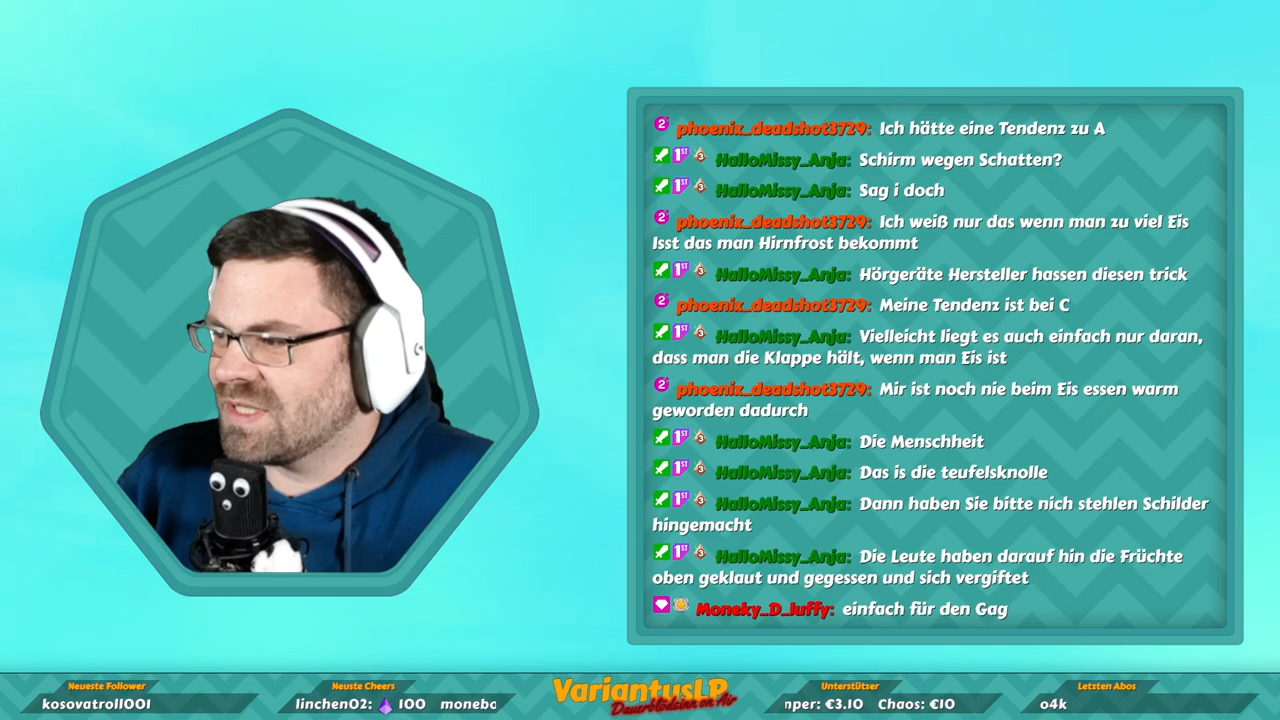 phoenix_deadshot3729: Ich hätte eine Tendenz zu A
HalloMissy_Anja: Schirm wegen Schatten?
HalloMissy_Anja: Sag i doch
phoenix_deadshot3729: Ich weiß nur das wenn man zu viel Eis
Isst das man Hirnfrost bekommt
HalloMissy_Anja: Hörgeräte Hersteller hassen diesen trick
phoenix_deadshot3729: Meine Tendenz ist bei C
HalloMissy_Anja: Vielleicht liegt es auch einfach nur daran,
dass man die Klappe hält, wenn man Eis ist
phoenix_deadshot3729: Mir ist noch nie beim Eis essen warm
geworden dadurch
HalloMissy_Anja: Die Menschheit
HalloMissy_Anja: Das is die teufelsknolle
HalloMissy_Anja: Dann haben Sie bitte nich stehlen Schilder
hingemacht
HalloMissy_Anja: Die Leute haben darauf hin die Früchte
oben geklaut und gegessen und sich vergiftet
Moneky_D_luffy: einfach für den Gag
Neueste Follower
kosovatroll1001
Neuste Cheers
linchen02: 100 monebo
VariantusLP
Dauerblödsinn on Air
Unterstützer
nper: €3.10 Chaos: €10
Letzten Abos
o4k